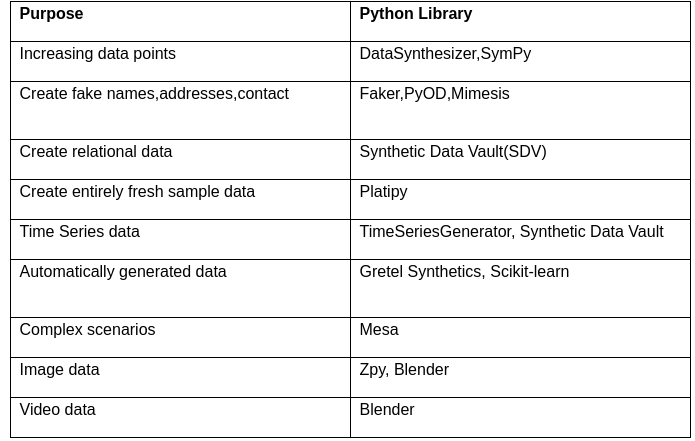 Purpose Python Library
Increasing data points DataSynthesizer,SymPy
Create fake names,addresses,contact Faker,PyOD,Mimesis
Create relational data Synthetic Data Vault(SDV)
Create entirely fresh sample data Platipy
Time Series data TimeSeriesGenerator, Synthetic Data Vault
Automatically generated data Gretel Synthetics, Scikit-learn
Complex scenarios Mesa
Image data Zpy, Blender
Video data Blender